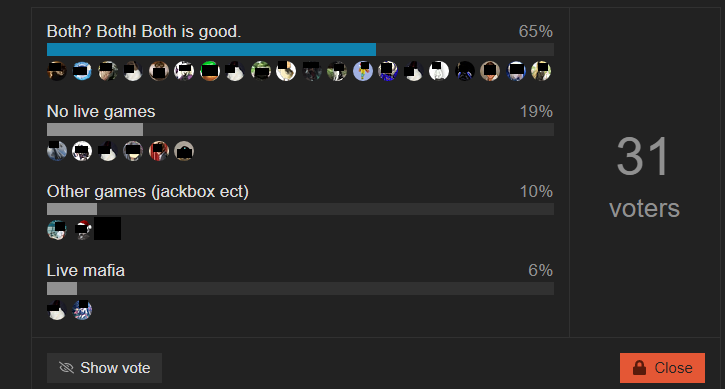 Both? Both! Both is good. 65%
No live games 19%
Other games (jackbox ect) 10%
Live mafia 6%
31
voters
Show vote
Close